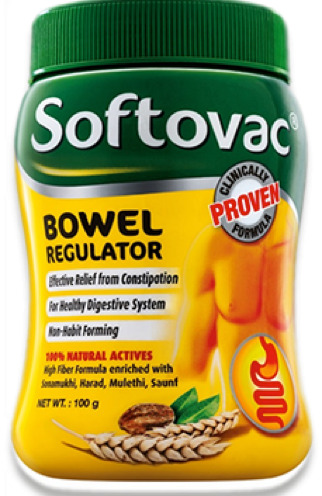 Softovac®
CLINICALLY
PROVEN
FORMULA
BOWEL
REGULATOR
Effective Relief from Constipation
For Healthy Digestive System
Non-Habit Forming
100% NATURAL ACTIVES
High Fiber Formula enriched with
Sonamukhi, Harad, Mulethi, Saunf
NET WT. : 100 g